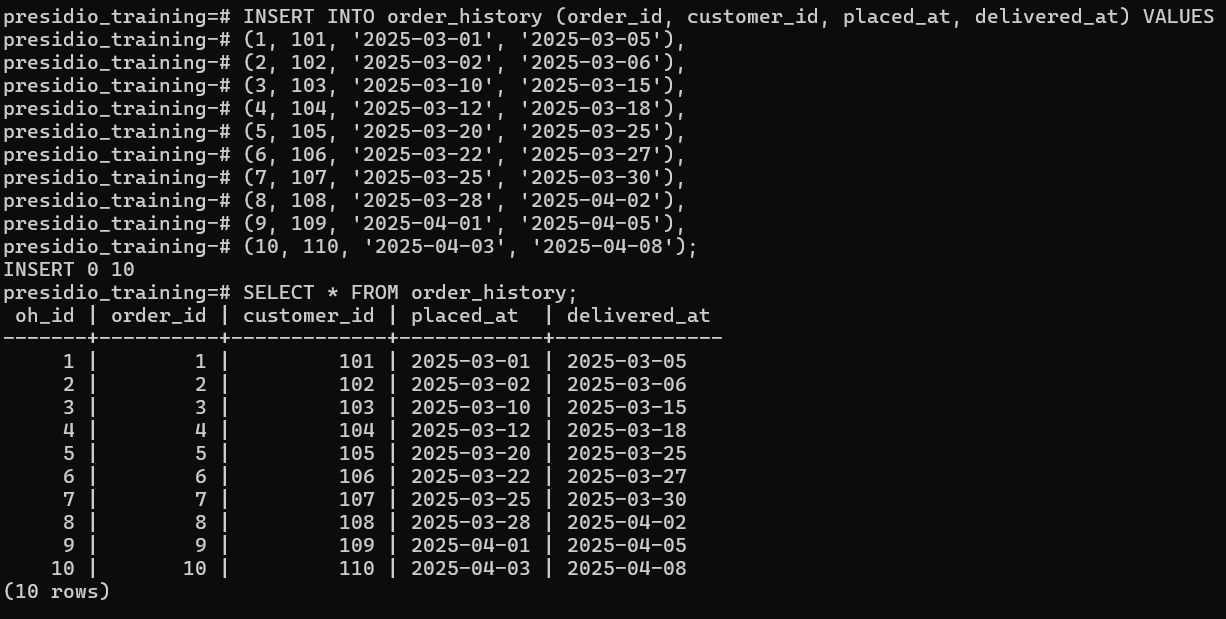 presidio_training=# INSERT INTO order_history (order_id, customer_id, placed_at, delivered_at) VALUES
presidio_training-# (1, 101, '2025-03-01', '2025-03-05'),
presidio_training-# (2, 102, '2025-03-02', '2025-03-06'),
presidio_training-# (3, 103, '2025-03-10', '2025-03-15'),
presidio_training-# (4, 104, '2025-03-12', '2025-03-18'),
presidio_training-# (5, 105, '2025-03-20', '2025-03-25'),
presidio_training-# (6, 106, '2025-03-22', '2025-03-27'),
presidio_training-# (7, 107, '2025-03-25', '2025-03-30'),
presidio_training-# (8, 108, '2025-03-28', '2025-04-02'),
presidio_training-# (9, 109, '2025-04-01', '2025-04-05'),
presidio_training-# (10, 110, '2025-04-03', '2025-04-08');
INSERT 0 10
presidio_training=# SELECT * FROM order_history;
 oh_id | order_id | customer_id | placed_at  | delivered_at
-------+----------+-------------+------------+--------------
     1 |        1 |         101 | 2025-03-01 | 2025-03-05
     2 |        2 |         102 | 2025-03-02 | 2025-03-06
     3 |        3 |         103 | 2025-03-10 | 2025-03-15
     4 |        4 |         104 | 2025-03-12 | 2025-03-18
     5 |        5 |         105 | 2025-03-20 | 2025-03-25
     6 |        6 |         106 | 2025-03-22 | 2025-03-27
     7 |        7 |         107 | 2025-03-25 | 2025-03-30
     8 |        8 |         108 | 2025-03-28 | 2025-04-02
     9 |        9 |         109 | 2025-04-01 | 2025-04-05
    10 |       10 |         110 | 2025-04-03 | 2025-04-08
(10 rows)